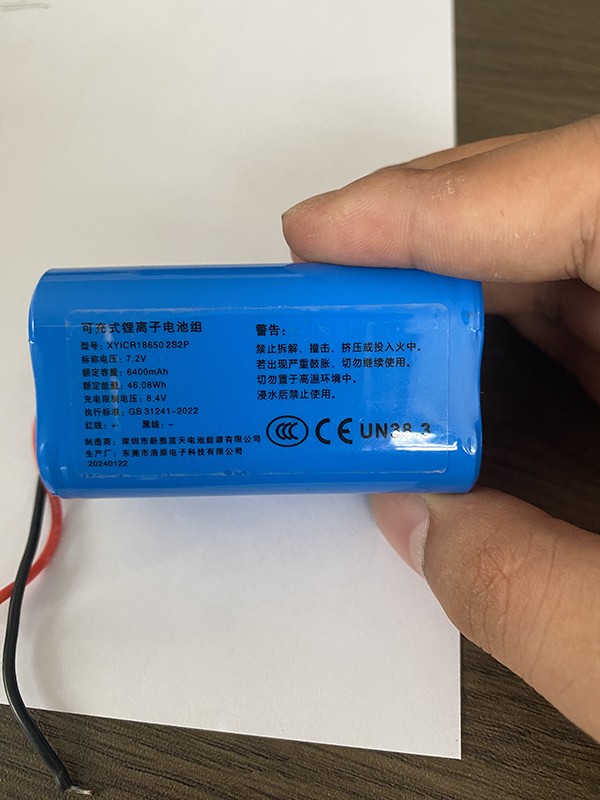 可充式锂离子电池组
型号：XYICR18650 2S2P
标称电压：7.2V
额定容量：6400mAh
额定能量：46.08Wh
充电限制电压：8.4V
执行标准：GB 31241-2022
红线：+ 黑线：-
制造商：深圳市新雅蓝天电池能源有限公司
生产厂：东莞市浩原电子科技有限公司
20240122
警告：
禁止拆解、撞击、挤压或投入火中。
若出现严重鼓胀、切勿继续使用。
切勿置于高温环境中。
浸水后禁止使用。
CCC CE UN38.3